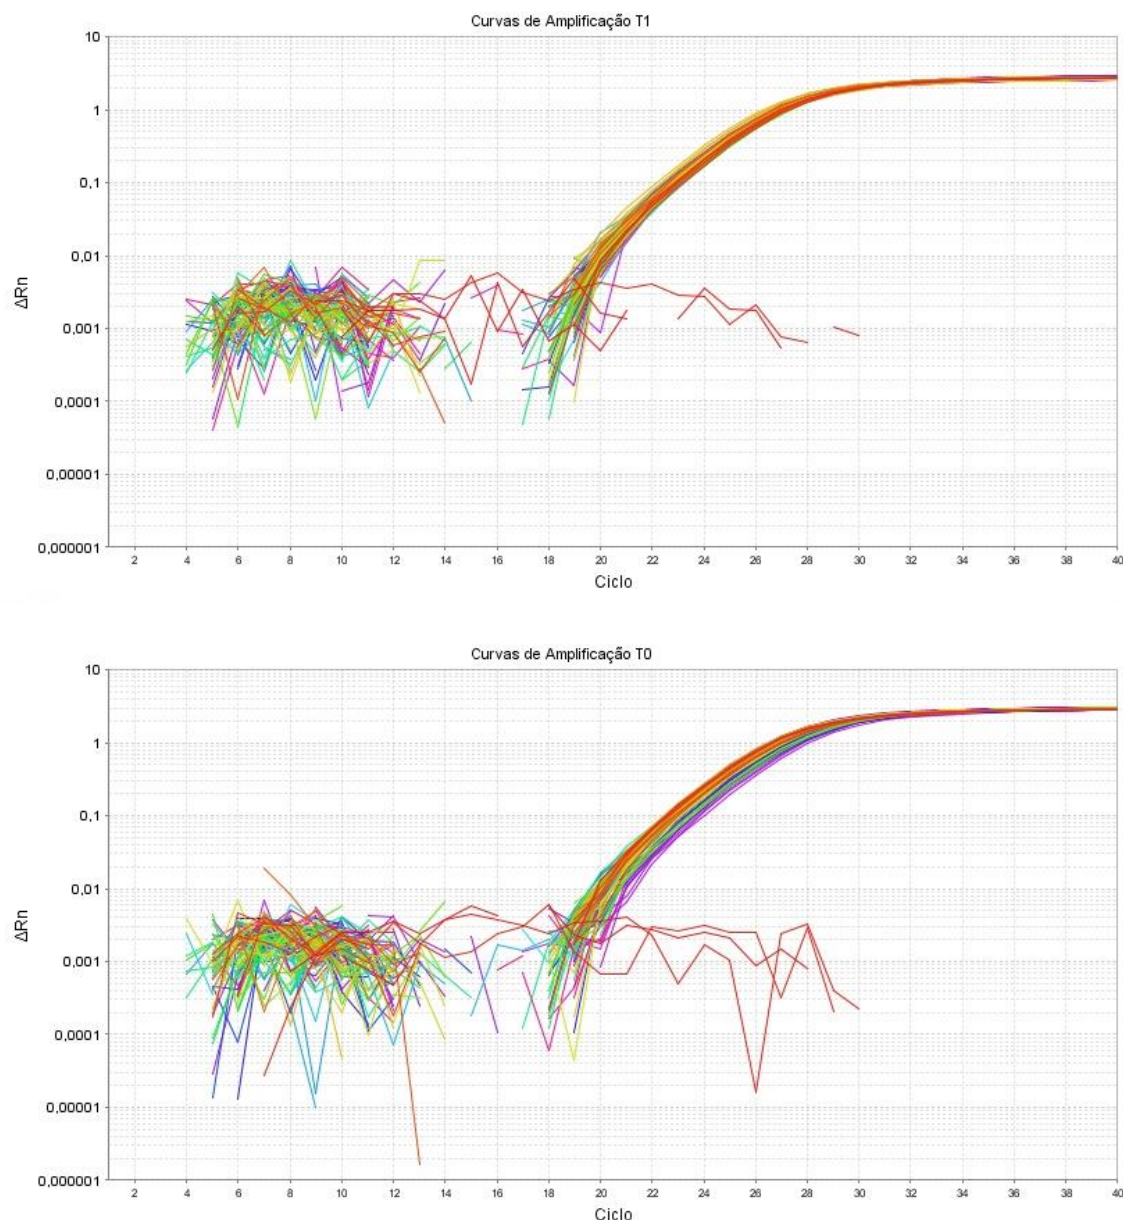 Curvas de Amplificação T1
10
1
0,1
0,01
ΔRn
0,001
0,0001
0,00001
0,000001
2 4 6 8 10 12 14 16 18 20 22 24 26 28 30 32 34 36 38 40
Ciclo
Curvas de Amplificação T0
10
1
0,1
0,01
ΔRn
0,001
0,0001
0,00001
0,000001
2 4 6 8 10 12 14 16 18 20 22 24 26 28 30 32 34 36 38 40
Ciclo